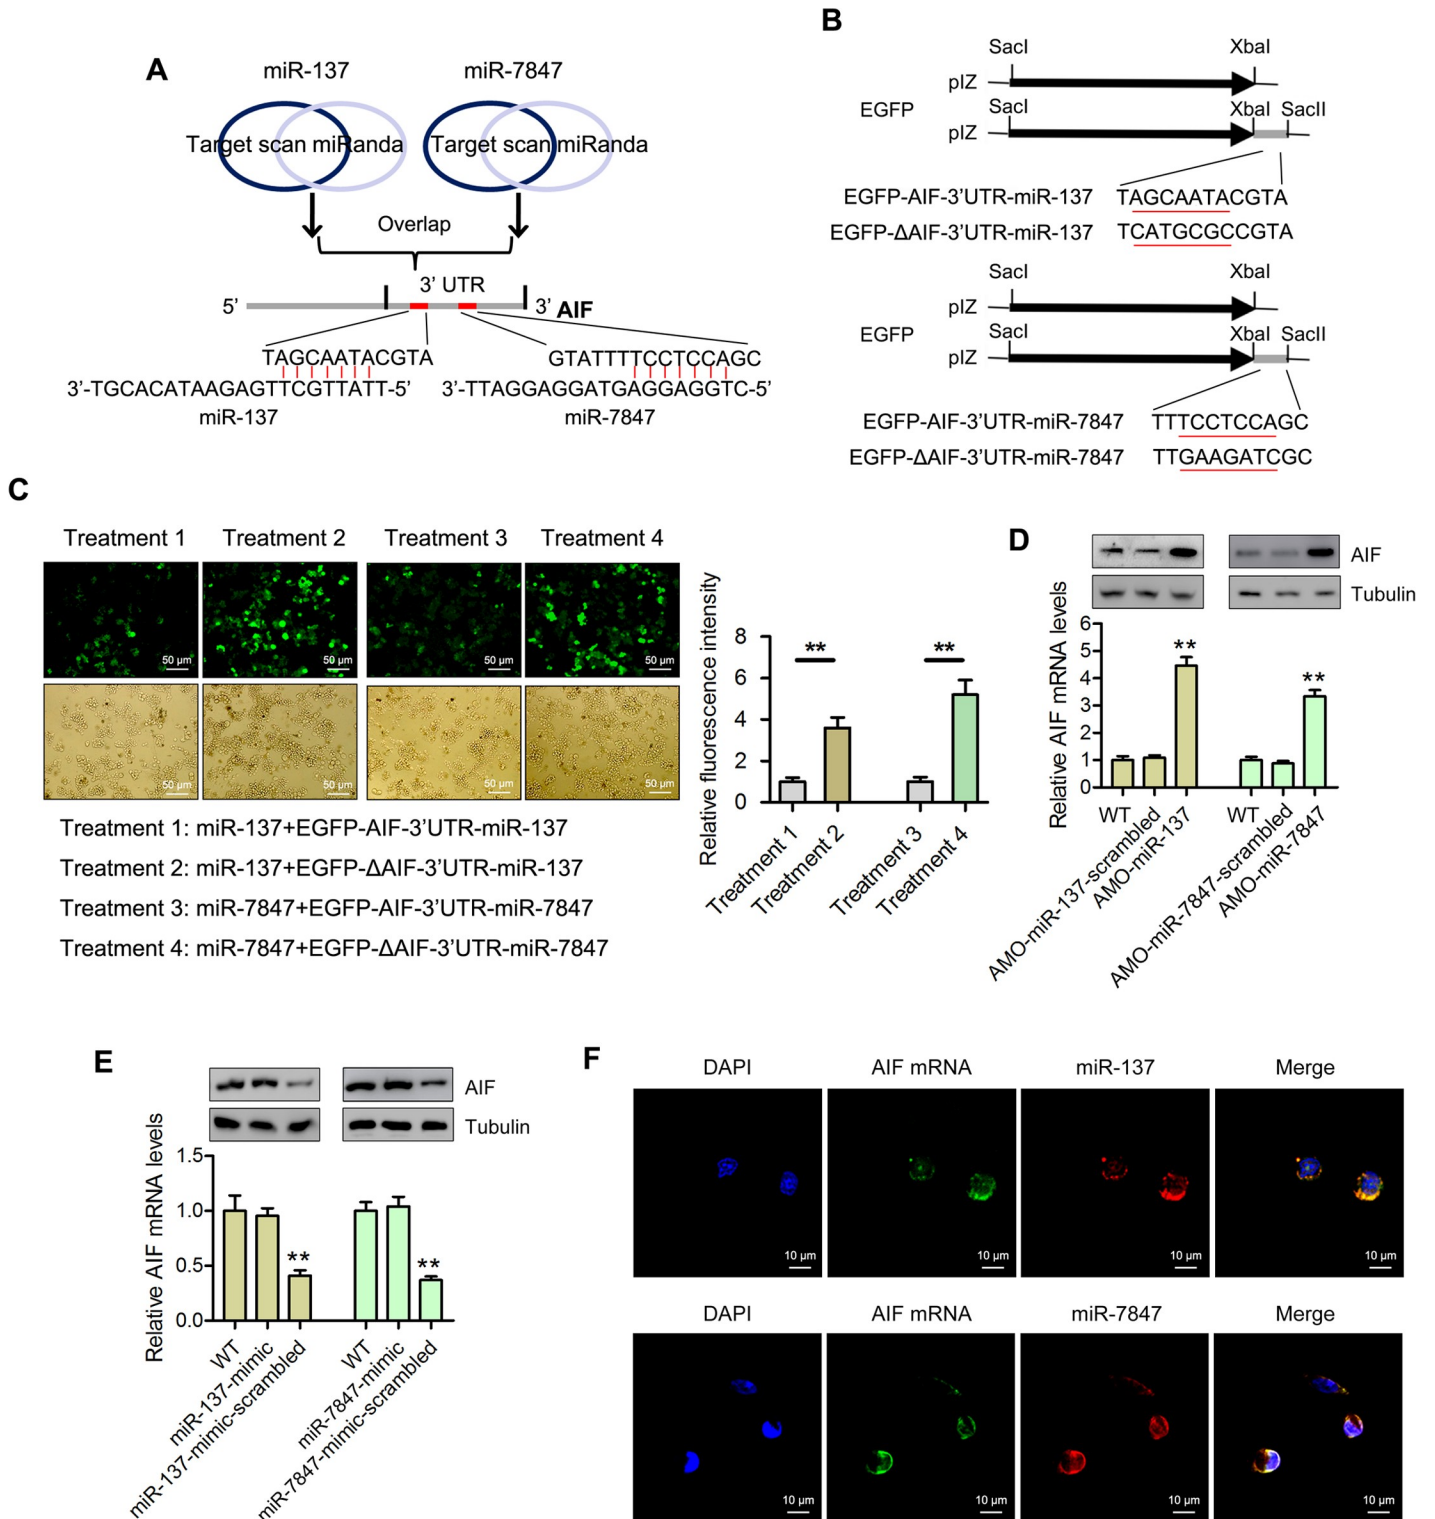 A
miR-137
miR-7847
Target scan miRanda
Target scan miRanda
Overlap
3’ UTR
5’
3’ AIF
TAGCAATACGTA
GTATTTTCCTCCAGC
3’-TGCACATAAGAGTTCGTTATT-5’
3’-TTAGGAGGATGAGGAGGTC-5’
miR-137
miR-7847
B
SacI
XbaI
pIZ
EGFP
SacI
XbaI
SacII
pIZ
EGFP-AIF-3’UTR-miR-137
TAGCAATACGTA
EGFP-ΔAIF-3’UTR-miR-137
TCATGCGCCGTA
SacI
XbaI
pIZ
EGFP
SacI
XbaI
SacII
pIZ
EGFP-AIF-3’UTR-miR-7847
TTTCCTCCAGC
EGFP-ΔAIF-3’UTR-miR-7847
TTGAAGATCGC
C
Treatment 1
Treatment 2
Treatment 3
Treatment 4
50 µm
50 µm
50 µm
50 µm
50 µm
50 µm
50 µm
50 µm
Treatment 1: miR-137+EGFP-AIF-3’UTR-miR-137
Treatment 2: miR-137+EGFP-ΔAIF-3’UTR-miR-137
Treatment 3: miR-7847+EGFP-AIF-3’UTR-miR-7847
Treatment 4: miR-7847+EGFP-ΔAIF-3’UTR-miR-7847
Relative fluorescence intensity
8
6
4
2
0
**
**
Treatment 1
Treatment 2
Treatment 3
Treatment 4
D
AIF
Tubulin
Relative AIF mRNA levels
6
5
4
3
2
1
0
**
**
WT
AMO-miR-137-scrambled
AMO-miR-137
WT
AMO-miR-7847-scrambled
AMO-miR-7847
E
AIF
Tubulin
Relative AIF mRNA levels
1.5
1.0
0.5
0.0
**
**
WT
miR-137-mimic
miR-137-mimic-scrambled
WT
miR-7847-mimic
miR-7847-mimic-scrambled
F
DAPI
AIF mRNA
miR-137
Merge
10 µm
10 µm
10 µm
10 µm
DAPI
AIF mRNA
miR-7847
Merge
10 µm
10 µm
10 µm
10 µm